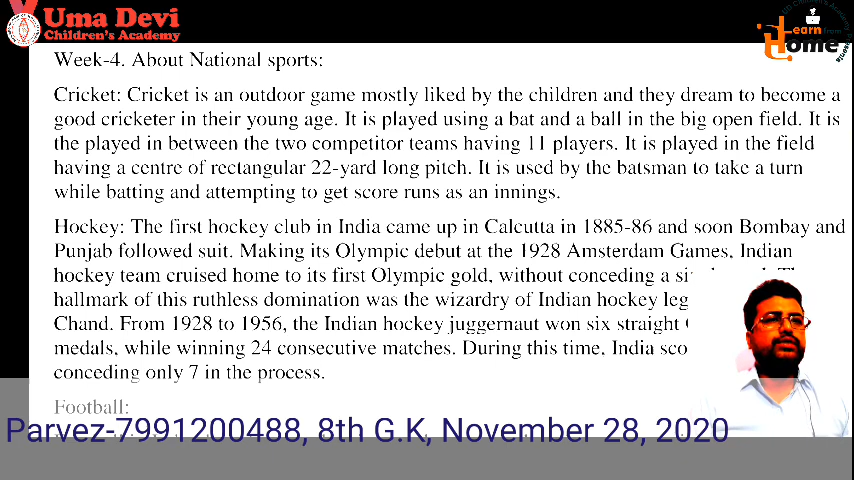 Uma Devi
Children's Academy
Learn from
Home
Week-4. About National sports:
Cricket: Cricket is an outdoor game mostly liked by the children and they dream to become a
good cricketer in their young age. It is played using a bat and a ball in the big open field. It is
the played in between the two competitor teams having 11 players. It is played in the field
having a centre of rectangular 22-yard long pitch. It is used by the batsman to take a turn
while batting and attempting to get score runs as an innings.
Hockey: The first hockey club in India came up in Calcutta in 1885-86 and soon Bombay and
Punjab followed suit. Making its Olympic debut at the 1928 Amsterdam Games, Indian
hockey team cruised home to its first Olympic gold, without conceding a
hallmark of this ruthless domination was the wizardry of Indian hockey leg
Chand. From 1928 to 1956, the Indian hockey juggernaut won six straight
medals, while winning 24 consecutive matches. During this time, India sco
conceding only 7 in the process.
Football:
Parvez-7991200488, 8th G.K, November 28, 2020